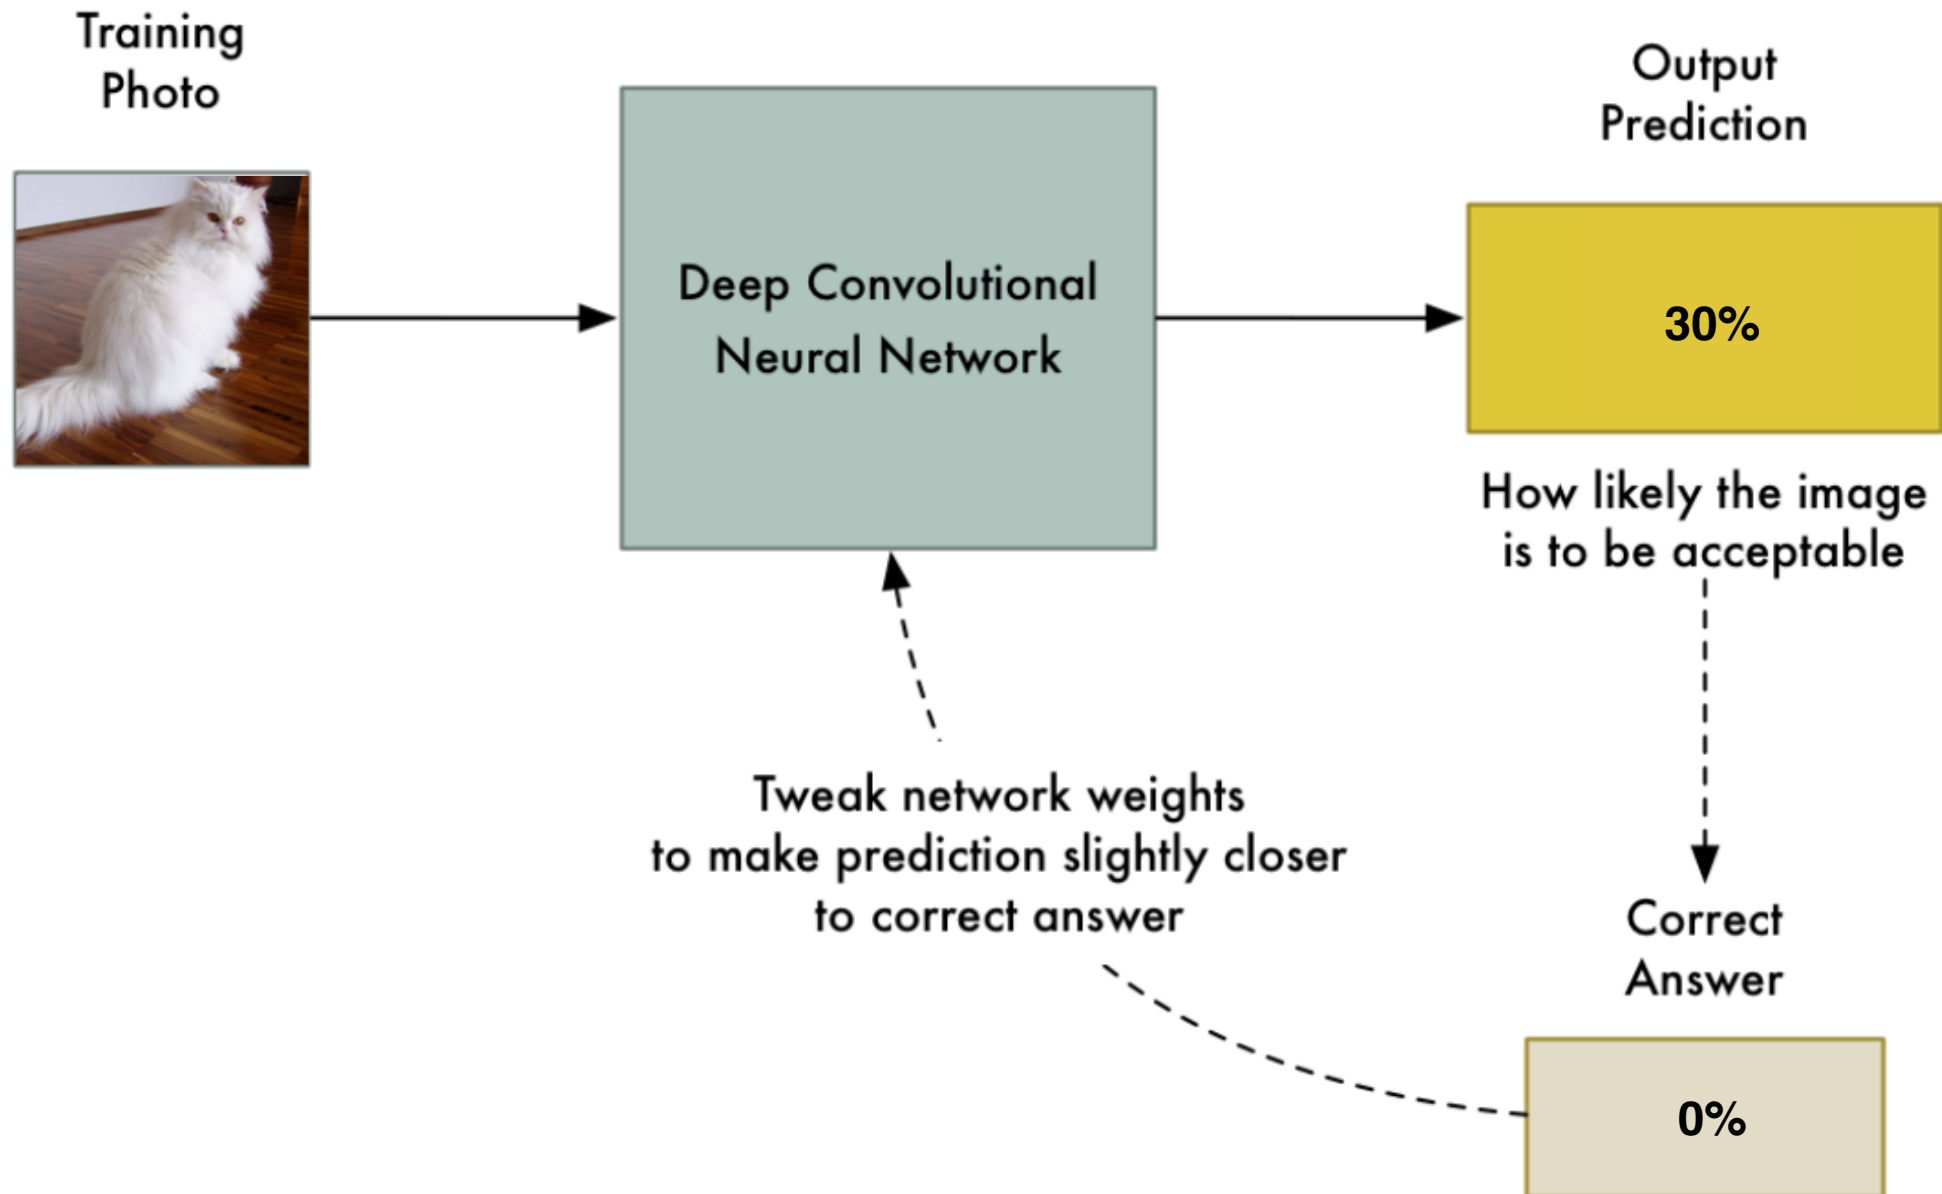 Training
Photo
Output
Prediction
Deep Convolutional
Neural Network
30%
How likely the image
is to be acceptable
Tweak network weights
to make prediction slightly closer
to correct answer
Correct
Answer
0%